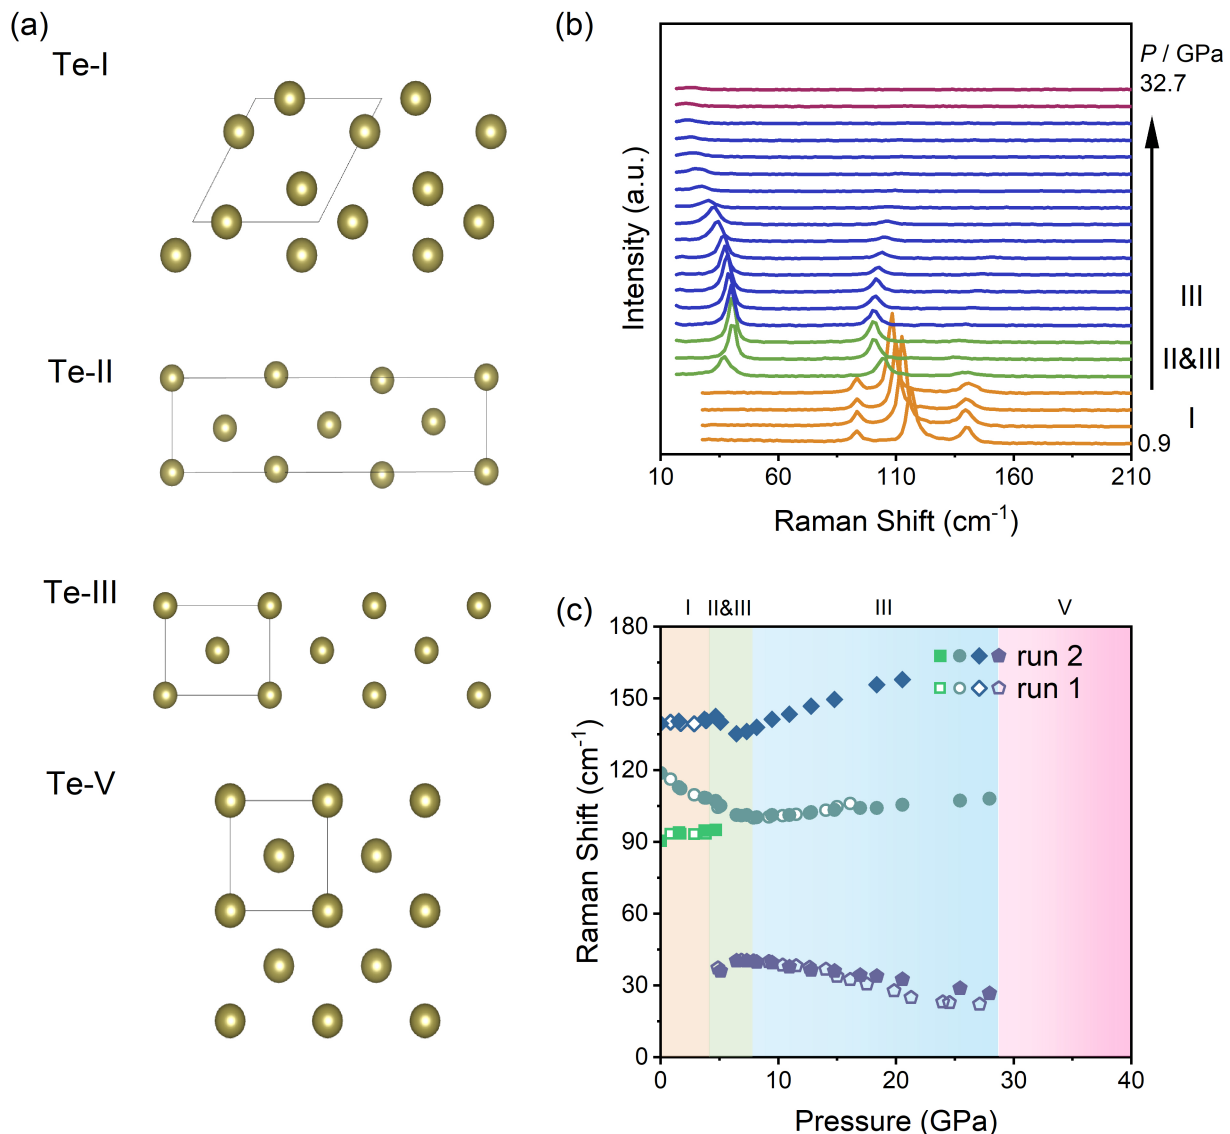 (a)
Te-I
Te-II
Te-III
Te-V
(b)
P / GPa
32.7
III
II&III
I
0.9
Intensity (a.u.)
10 60 110 160 210
Raman Shift (cm-1)
(c)
I II&III III V
run 2
run 1
180
150
120
90
60
30
0
Raman Shift (cm-1)
0 10 20 30 40
Pressure (GPa)